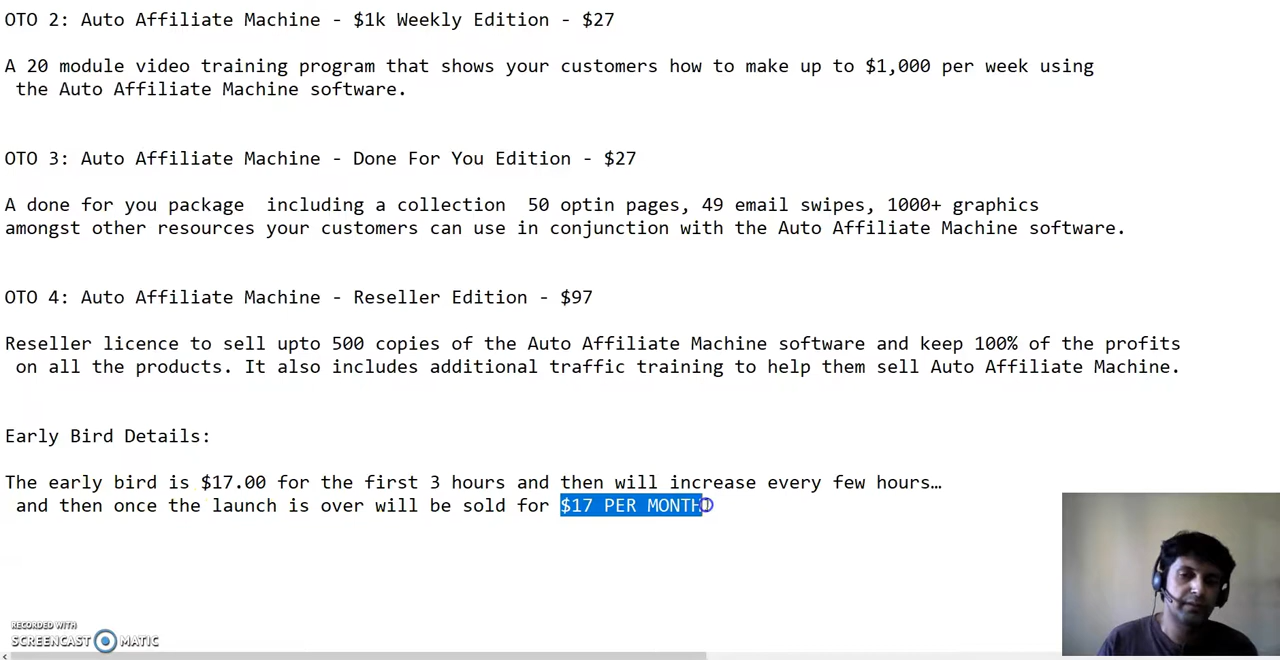 OTO 2: Auto Affiliate Machine - $1k Weekly Edition - $27
A 20 module video training program that shows your customers how to make up to $1,000 per week using
the Auto Affiliate Machine software.
OTO 3: Auto Affiliate Machine - Done For You Edition - $27
A done for you package  including a collection  50 optin pages, 49 email swipes, 1000+ graphics
amongst other resources your customers can use in conjunction with the Auto Affiliate Machine software.
OTO 4: Auto Affiliate Machine - Reseller Edition - $97
Reseller licence to sell upto 500 copies of the Auto Affiliate Machine software and keep 100% of the profits
on all the products. It also includes additional traffic training to help them sell Auto Affiliate Machine.
Early Bird Details:
The early bird is $17.00 for the first 3 hours and then will increase every few hours…
and then once the launch is over will be sold for $17 PER MONTH
RECORDED WITH
SCREENCAST MATIC